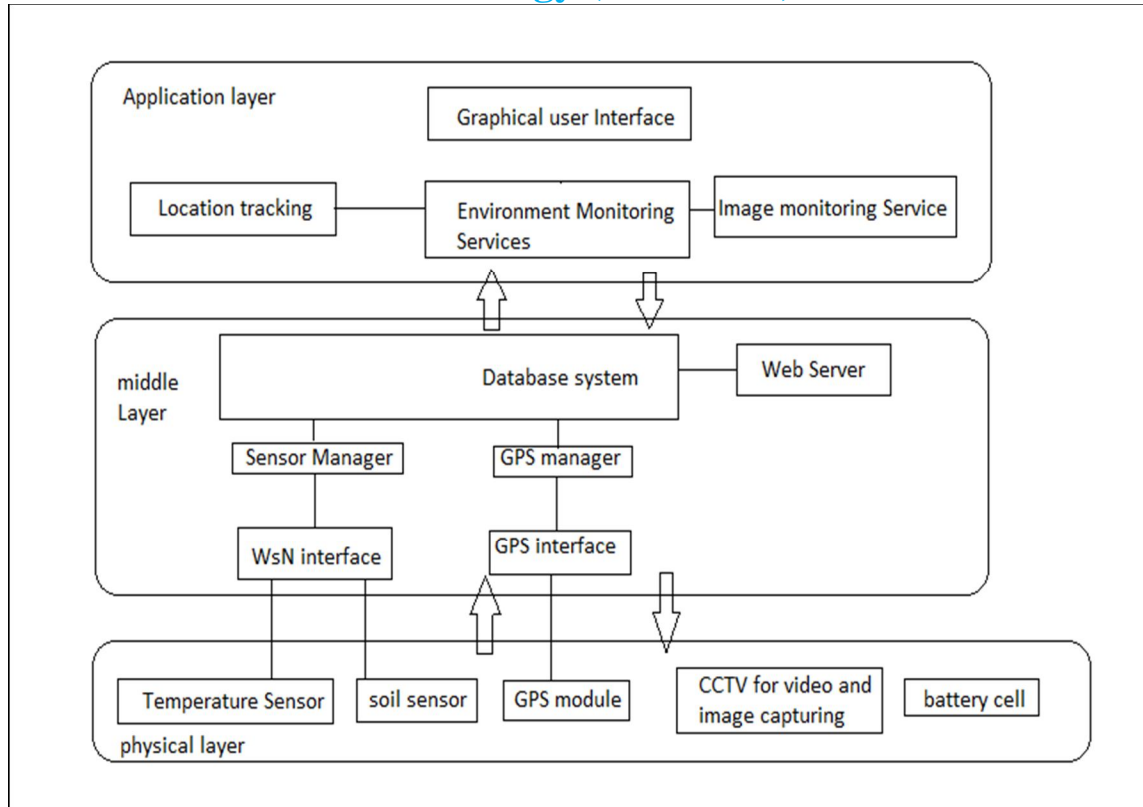 Application layer
Graphical user Interface
Location tracking
Environment Monitoring
Services
Image monitoring Service
middle
Layer
Database system
Web Server
Sensor Manager
GPS manager
WsN interface
GPS interface
Temperature Sensor
soil sensor
GPS module
CCTV for video and
image capturing
battery cell
physical layer